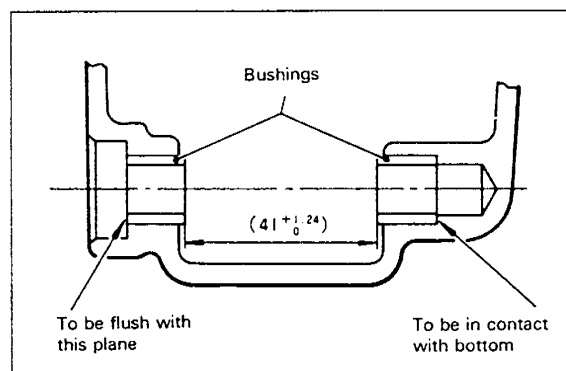 Bushings
(41 +1.24 0)
To be flush with
this plane
To be in contact
with bottom